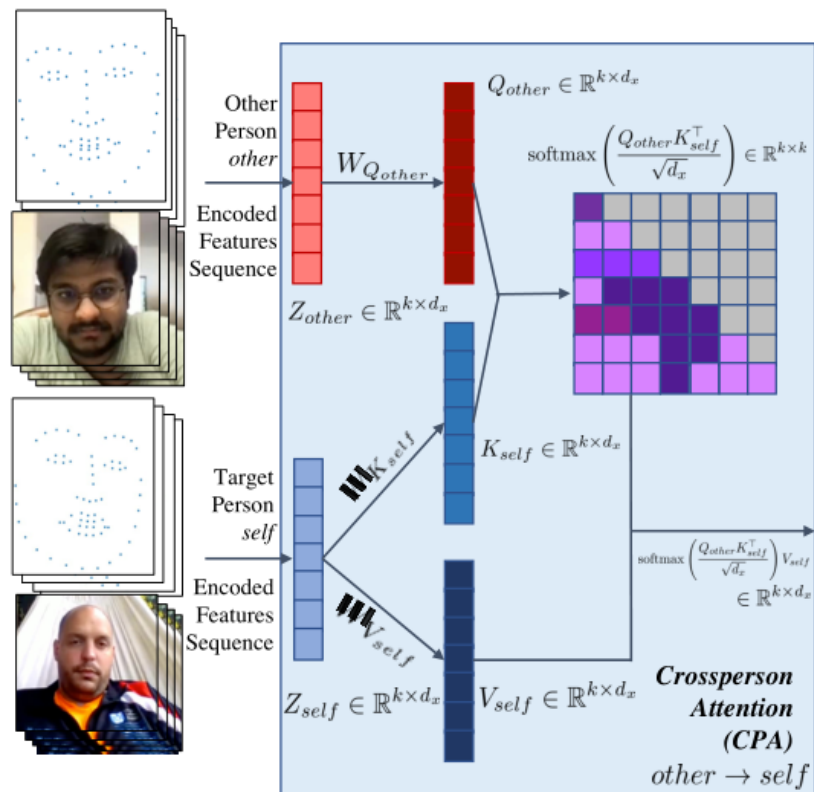 Other
Person
other
Encoded
Features
Sequence
W_{Q_{other}}
Z_{other} ∈ ℝ^{k×d_x}
Q_{other} ∈ ℝ^{k×d_x}
softmax (Q_{other}K_{self}^⊤ / √d_x) ∈ ℝ^{k×k}
Target
Person
self
Encoded
Features
Sequence
K_{self}
V_{self}
K_{self} ∈ ℝ^{k×d_x}
Z_{self} ∈ ℝ^{k×d_x}
V_{self} ∈ ℝ^{k×d_x}
softmax (Q_{other}K_{self}^⊤ / √d_x) V_{self}
∈ ℝ^{k×d_x}
Crossperson
Attention
(CPA)
other → self